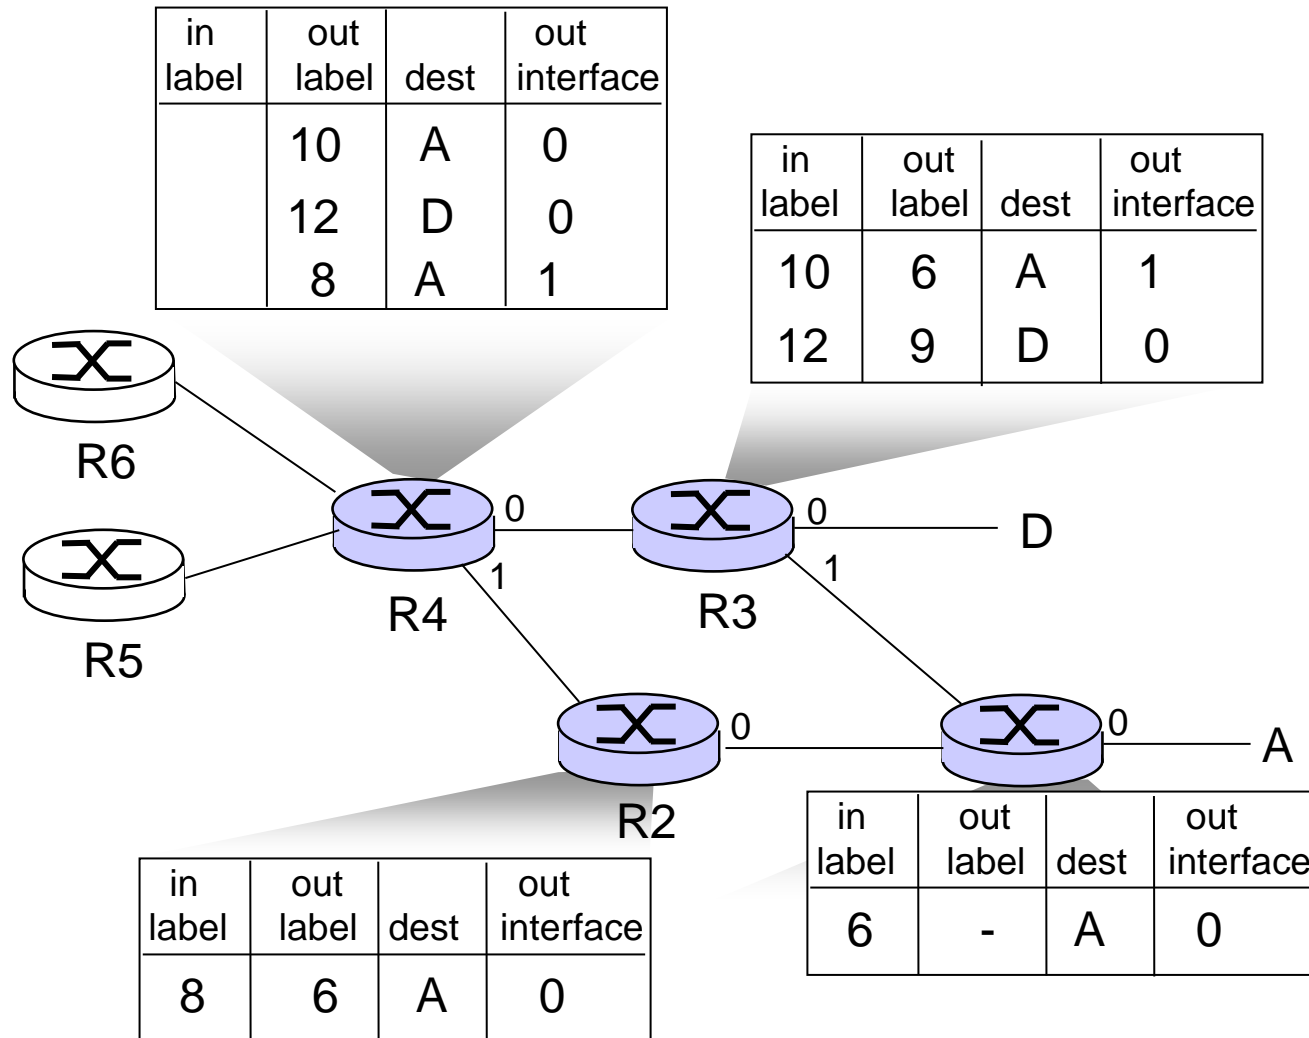 in out out
label label dest interface
10 A 0
12 D 0
8 A 1
in out out
label label dest interface
10 6 A 1
12 9 D 0
R6
0
0
D
1
1
R4
R3
R5
0
0
A
R2
in out out
label label dest interface
6 - A 0
in out out
label label dest interface
8 6 A 0